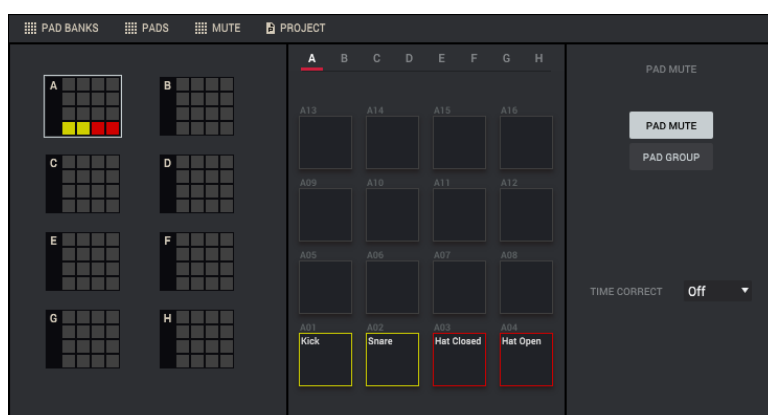 PAD BANKS PADS MUTE PROJECT
A B
C D
E F
G H
A B C D E F G H
A13 A14 A15 A16
A09 A10 A11 A12
A05 A06 A07 A08
A01 A02 A03 A04
Kick Snare Hat Closed Hat Open
PAD MUTE
PAD MUTE
PAD GROUP
TIME CORRECT Off